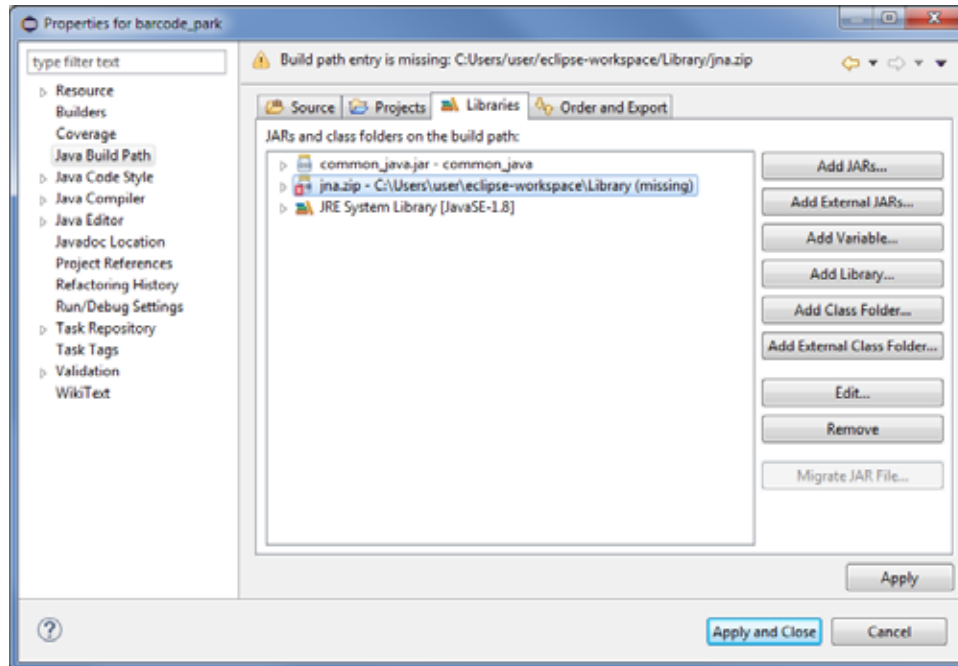 Properties for barcode_park
type filter text
Resource
Builders
Coverage
Java Build Path
Java Code Style
Java Compiler
Java Editor
Javadoc Location
Project References
Refactoring History
Run/Debug Settings
Task Repository
Task Tags
Validation
WikiText
Build path entry is missing: C:Users/user/eclipse-workspace/Library/jna.zip
Source Projects Libraries Order and Export
JARs and class folders on the build path:
common_java.jar - common_java
jna.zip - C:\Users\user\eclipse-workspace\Library (missing)
JRE System Library [JavaSE-1.8]
Add JARs...
Add External JARs...
Add Variable...
Add Library...
Add Class Folder...
Add External Class Folder...
Edit...
Remove
Migrate JAR File...
Apply
Apply and Close Cancel